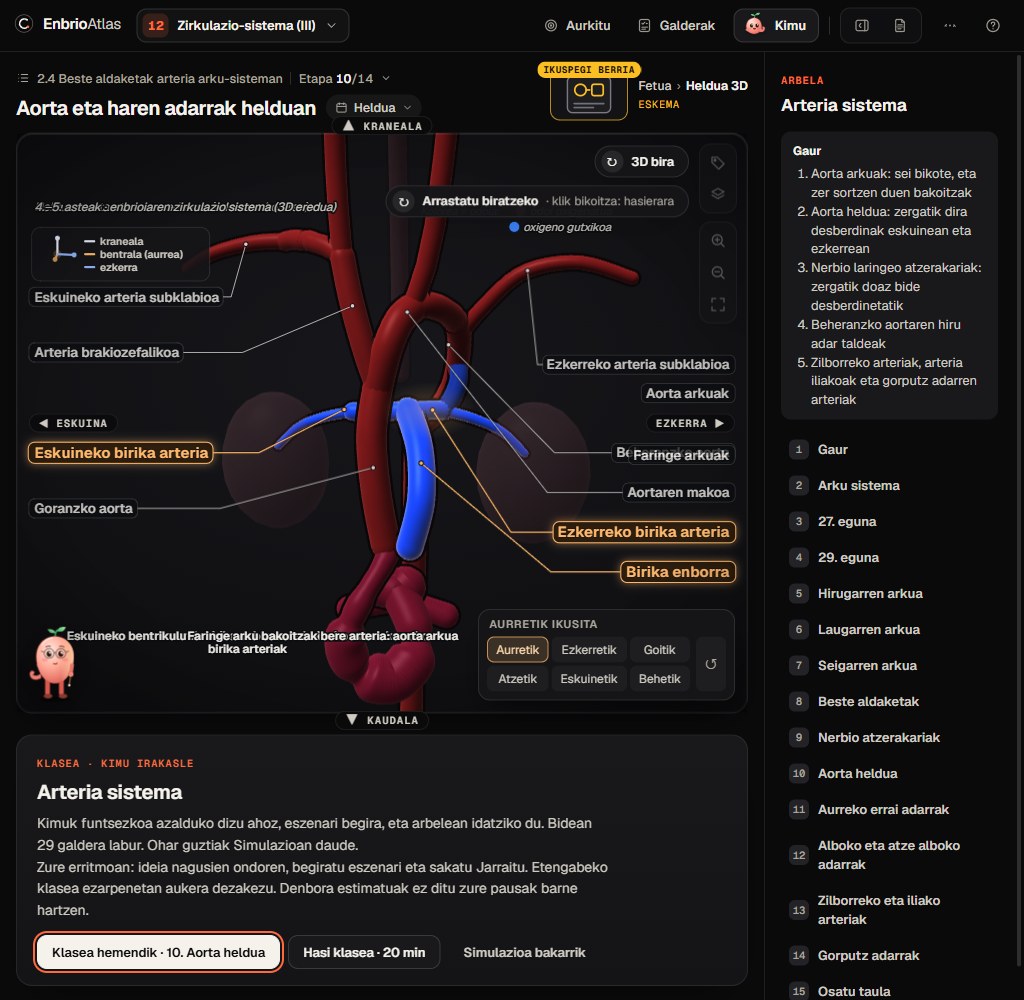 EnbrioAtlas
12 Zirkulazio-sistema (III)
Aurkitu
Galderak
Kimu
2.4 Beste aldaketak arteria arku-sisteman
Etapa 10/14
Aorta eta haren adarrak helduan
Heldua
IKUSPEGI BERRIA
Fetua › Heldua 3D
ESKEMA
▲ KRANEALA
3D bira
Arrastatu biratzeko · klik bikoitza: hasierara
oxigeno gutxikoa
kraneala
bentrala (aurrea)
ezkerra
Eskuineko arteria subklabioa
Arteria brakiozefalikoa
Ezkerreko arteria subklabioa
Aorta arkuak
◀ ESKUINA
EZKERRA ▶
Eskuineko birika arteria
Faringe arkuak
Aortaren makoa
Goranzko aorta
Ezkerreko birika arteria
Birika enborra
birika arteriak
AURRETIK IKUSITA
Aurretik
Ezkerretik
Goitik
Atzetik
Eskuinetik
Behetik
▼ KAUDALA
KLASEA · KIMU IRAKASLE
Arteria sistema
Kimuk funtsezkoa azalduko dizu ahoz, eszenari begira, eta arbelean idatziko du. Bidean
29 galdera labur. Ohar guztiak Simulazioan daude.
Zure erritmoan: ideia nagusien ondoren, begiratu eszenari eta sakatu Jarraitu. Etengabeko
klasea ezarpenetan aukera dezakezu. Denbora estimatuak ez ditu zure pausak barne
hartzen.
Klasea hemendik · 10. Aorta heldua
Hasi klasea · 20 min
Simulazioa bakarrik
ARBELA
Arteria sistema
Gaur
1. Aorta arkuak: sei bikote, eta
zer sortzen duen bakoitzak
2. Aorta heldua: zergatik dira
desberdinak eskuinean eta
ezkerrean
3. Nerbio laringeo atzerakariak:
zergatik doaz bide
desberdinetatik
4. Beheranzko aortaren hiru
adar taldeak
5. Zilborreko arteriak, arteria
iliakoak eta gorputz adarren
arteriak
1 Gaur
2 Arku sistema
3 27. eguna
4 29. eguna
5 Hirugarren arkua
6 Laugarren arkua
7 Seigarren arkua
8 Beste aldaketak
9 Nerbio atzerakariak
10 Aorta heldua
11 Aurreko errai adarrak
12 Alboko eta atze alboko
adarrak
13 Zilborreko eta iliako
arteriak
14 Gorputz adarrak
15 Osatu taula